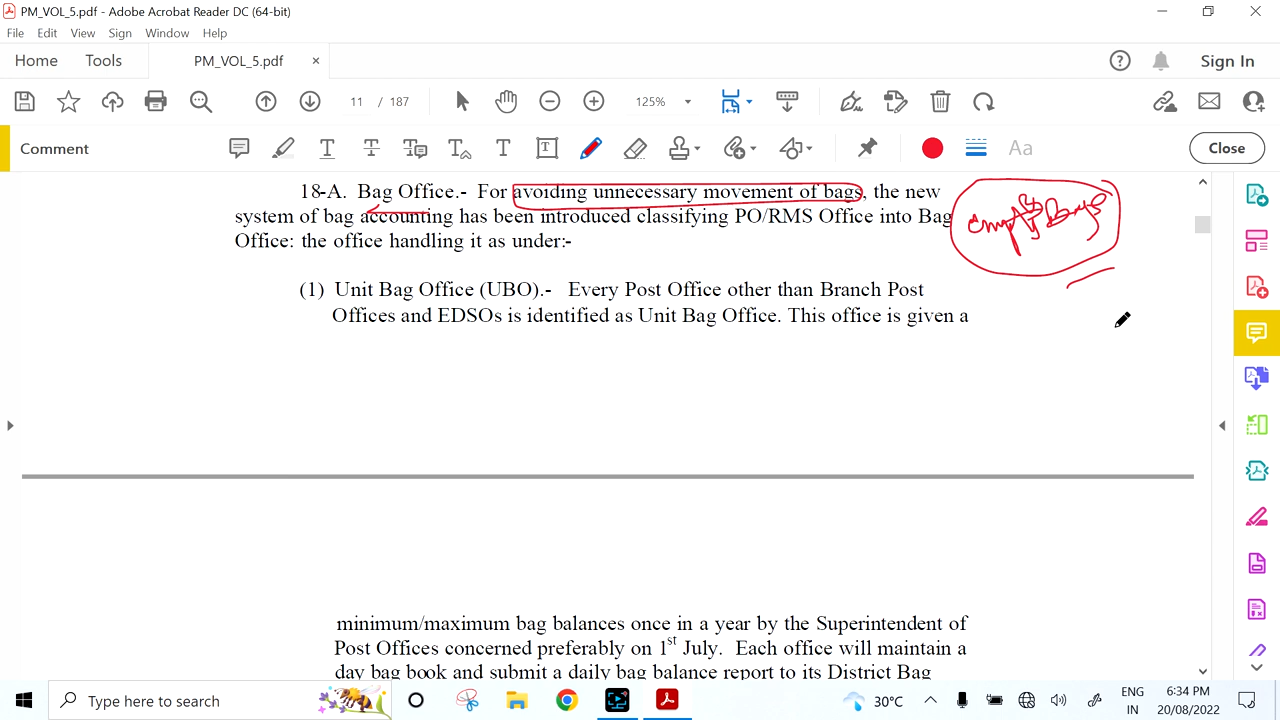 PM_VOL_5.pdf - Adobe Acrobat Reader DC (64-bit)
File Edit View Sign Window Help
Home Tools PM_VOL_5.pdf × Sign In
11 / 187 125%
Comment Close
18-A. Bag Office.- For avoiding unnecessary movement of bags, the new
system of bag accounting has been introduced classifying PO/RMS Office into Bag
Office: the office handling it as under:-
Empty Bags
(1) Unit Bag Office (UBO).- Every Post Office other than Branch Post
Offices and EDSOs is identified as Unit Bag Office. This office is given a
minimum/maximum bag balances once in a year by the Superintendent of
Post Offices concerned preferably on 1st July. Each office will maintain a
day bag book and submit a daily bag balance report to its District Bag
Type here to search
30°C
ENG
IN
6:34 PM
20/08/2022